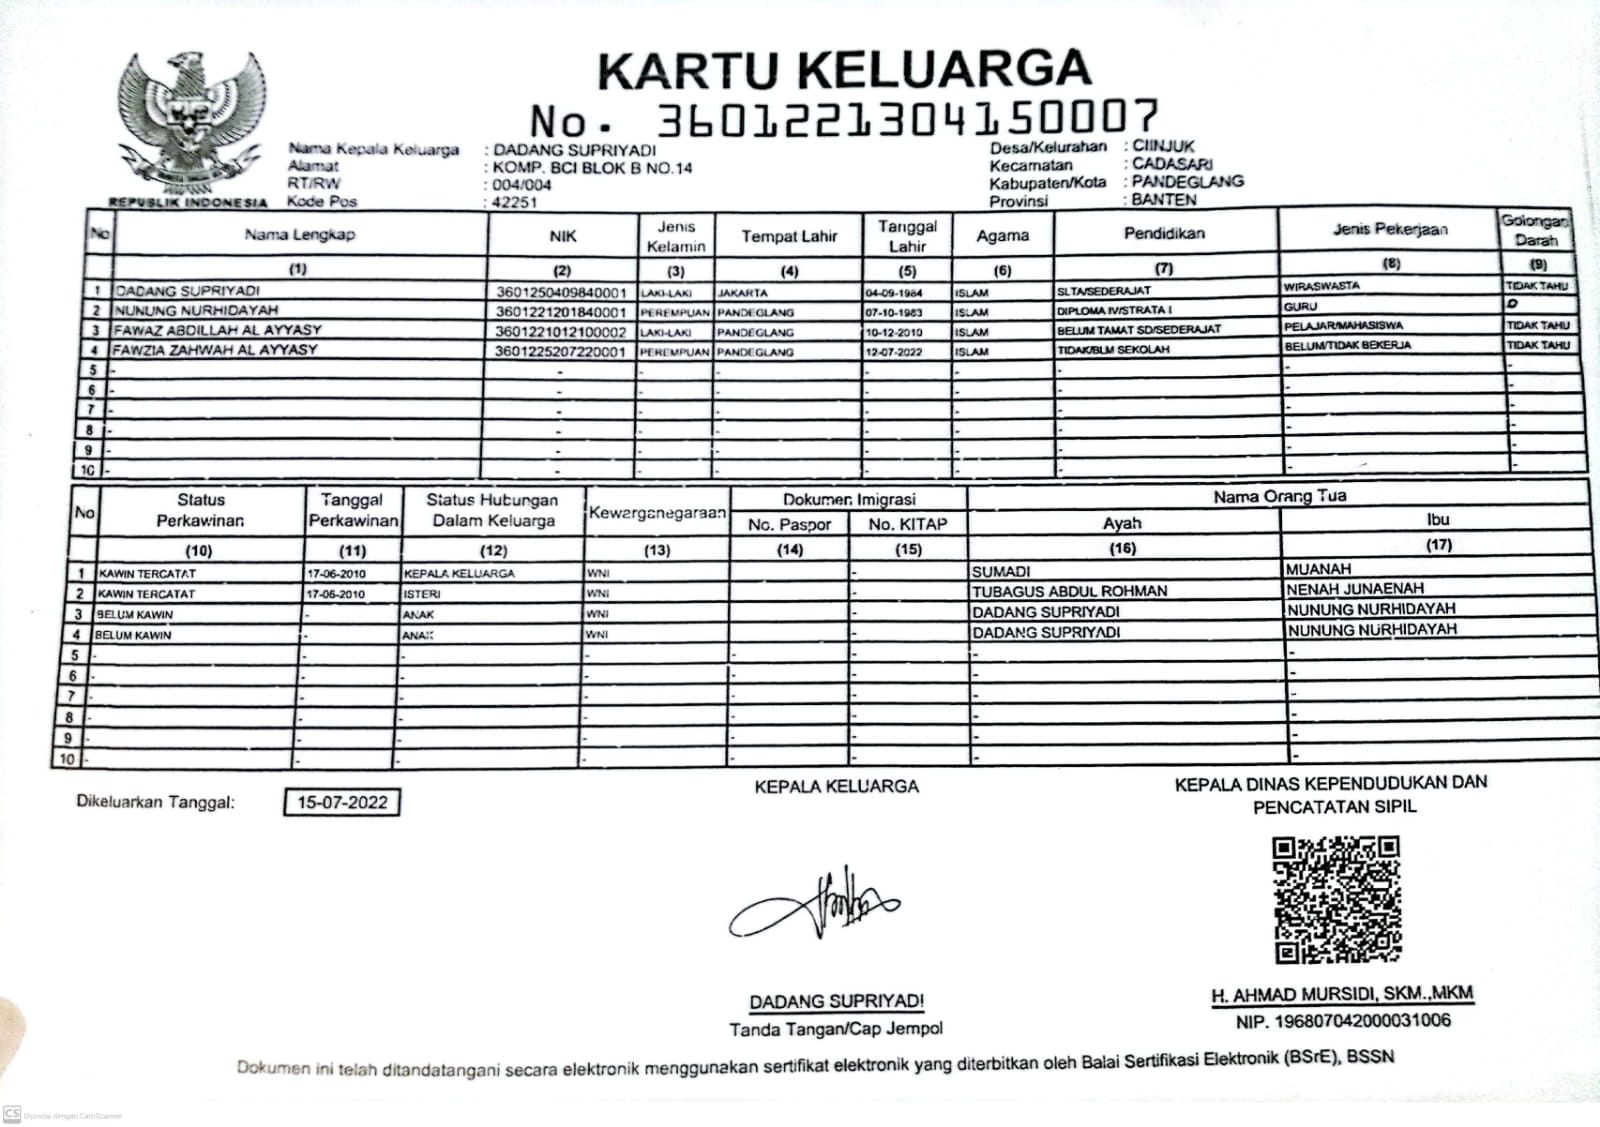 KARTU KELUARGA
No. 3601221304150007
REPUBLIK INDONESIA
Nama Kepala Keluarga : DADANG SUPRIYADI
Alamat : KOMP. BCI BLOK B NO.14
RT/RW : 004/004
Kode Pos : 42251
Desa/Kelurahan : CIINJUK
Kecamatan : CADASARI
Kabupaten/Kota : PANDEGLANG
Provinsi : BANTEN
No Nama Lengkap NIK Jenis Kelamin Tempat Lahir Tanggal Lahir Agama Pendidikan Jenis Pekerjaan Golongan Darah
(1) (2) (3) (4) (5) (6) (7) (8) (9)
1 DADANG SUPRIYADI 3601250409840001 LAKI-LAKI JAKARTA 04-09-1984 ISLAM SLTA/SEDERAJAT WIRASWASTA TIDAK TAHU
2 NUNUNG NURHIDAYAH 3601221201840001 PEREMPUAN PANDEGLANG 07-10-1983 ISLAM DIPLOMA IV/STRATA I GURU O
3 FAWAZ ABDILLAH AL AYYASY 3601221012100002 LAKI-LAKI PANDEGLANG 10-12-2010 ISLAM BELUM TAMAT SD/SEDERAJAT PELAJAR/MAHASISWA TIDAK TAHU
4 FAWZIA ZAHWAH AL AYYASY 3601225207220001 PEREMPUAN PANDEGLANG 12-07-2022 ISLAM TIDAK/BLM SEKOLAH BELUM/TIDAK BEKERJA TIDAK TAHU
5 - - - - - - - - -
6 - - - - - - - - -
7 - - - - - - - - -
8 - - - - - - - - -
9 - - - - - - - - -
10 - - - - - - - - -
No Status Perkawinan Tanggal Perkawinan Status Hubungan Dalam Keluarga Kewarganegaraan Dokumen Imigrasi Nama Orang Tua
No. Paspor No. KITAP Ayah Ibu
(10) (11) (12) (13) (14) (15) (16) (17)
1 KAWIN TERCATAT 17-06-2010 KEPALA KELUARGA WNI - SUMADI MUANAH
2 KAWIN TERCATAT 17-06-2010 ISTERI WNI - TUBAGUS ABDUL ROHMAN NENAH JUNAENAH
3 BELUM KAWIN - ANAK WNI - DADANG SUPRIYADI NUNUNG NURHIDAYAH
4 BELUM KAWIN - ANAK WNI - DADANG SUPRIYADI NUNUNG NURHIDAYAH
5 - - - - - - - -
6 - - - - - - - -
7 - - - - - - - -
8 - - - - - - - -
9 - - - - - - - -
10 - - - - - - - -
Dikeluarkan Tanggal: 15-07-2022
KEPALA KELUARGA
DADANG SUPRIYADI
Tanda Tangan/Cap Jempol
KEPALA DINAS KEPENDUDUKAN DAN
PENCATATAN SIPIL
H. AHMAD MURSIDI, SKM.,MKM
NIP. 196807042000031006
Dokumen ini telah ditandatangani secara elektronik menggunakan sertifikat elektronik yang diterbitkan oleh Balai Sertifikasi Elektronik (BSrE), BSSN
CS Dipindai dengan CamScanner